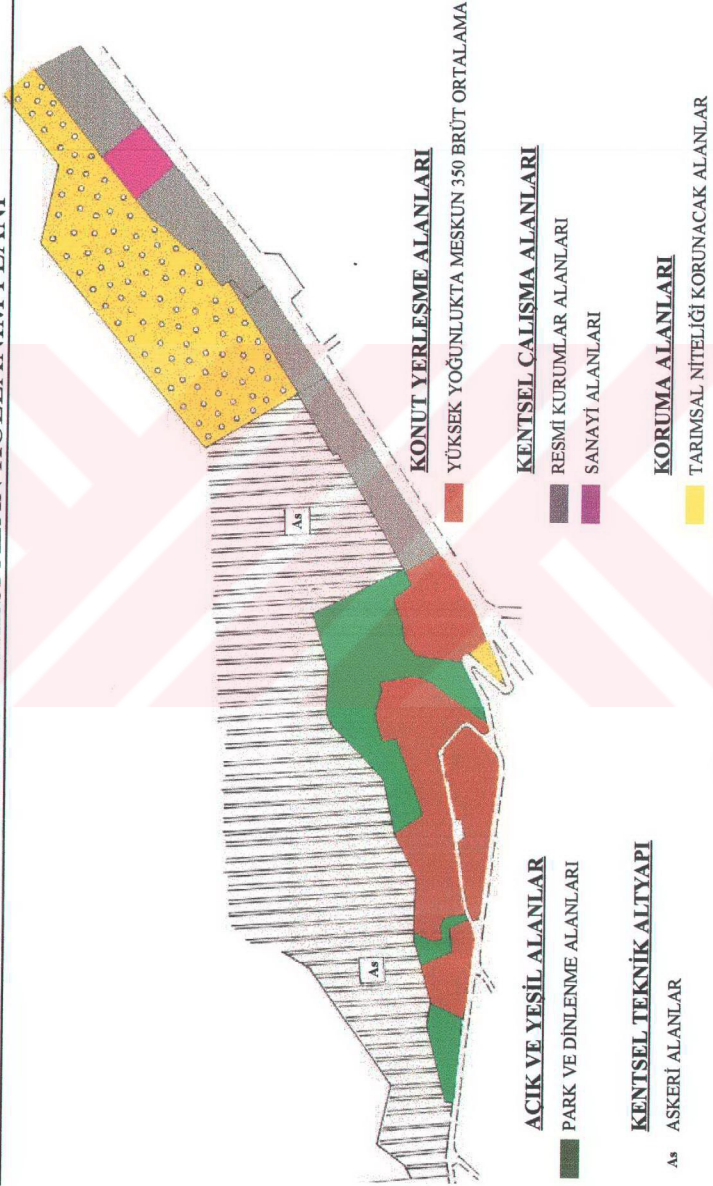 As
As
AÇIK VE YEŞİL ALANLAR
PARK VE DİNLENME ALANLARI
KENTSEL TEKNİK ALTYAPI
As ASKERİ ALANLAR
KONUT YERLEŞME ALANLARI
YÜKSEK YOĞUNLUKTA MESKUN 350 BRÜT ORTALAMA
KENTSEL ÇALIŞMA ALANLARI
RESMİ KURUMLAR ALANLARI
SANAYİ ALANLARI
KORUMA ALANLARI
TARIMSAL NİTELİĞİ KORUNACAK ALANLAR